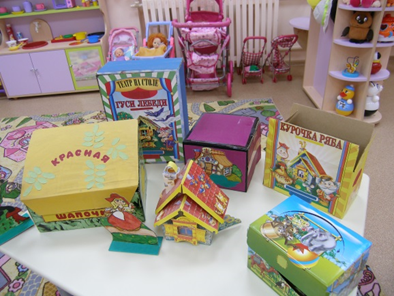 ТЕАТР НА СТОЛЕ
ГУСИ ЛЕБЕДИ
КУРОЧКА РЯБА
КРАСНАЯ
ШАПОЧКА